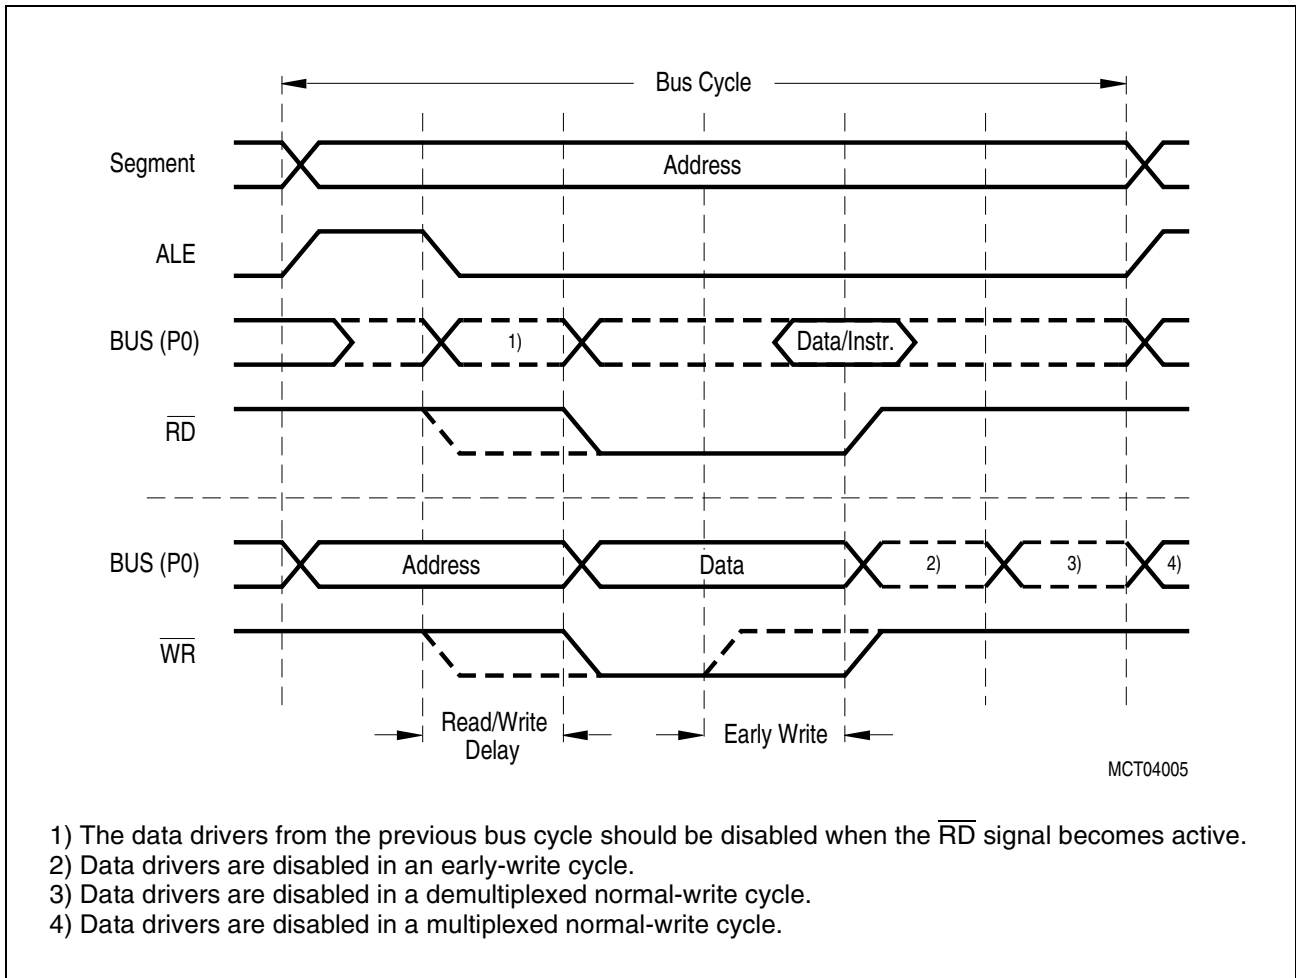 Bus Cycle
Segment
Address
ALE
BUS (P0)
1)
Data/Instr.
RD
BUS (P0)
Address
Data
2)
3)
4)
WR
Read/Write
Delay
Early Write
MCT04005
1) The data drivers from the previous bus cycle should be disabled when the RD signal becomes active.
2) Data drivers are disabled in an early-write cycle.
3) Data drivers are disabled in a demultiplexed normal-write cycle.
4) Data drivers are disabled in a multiplexed normal-write cycle.